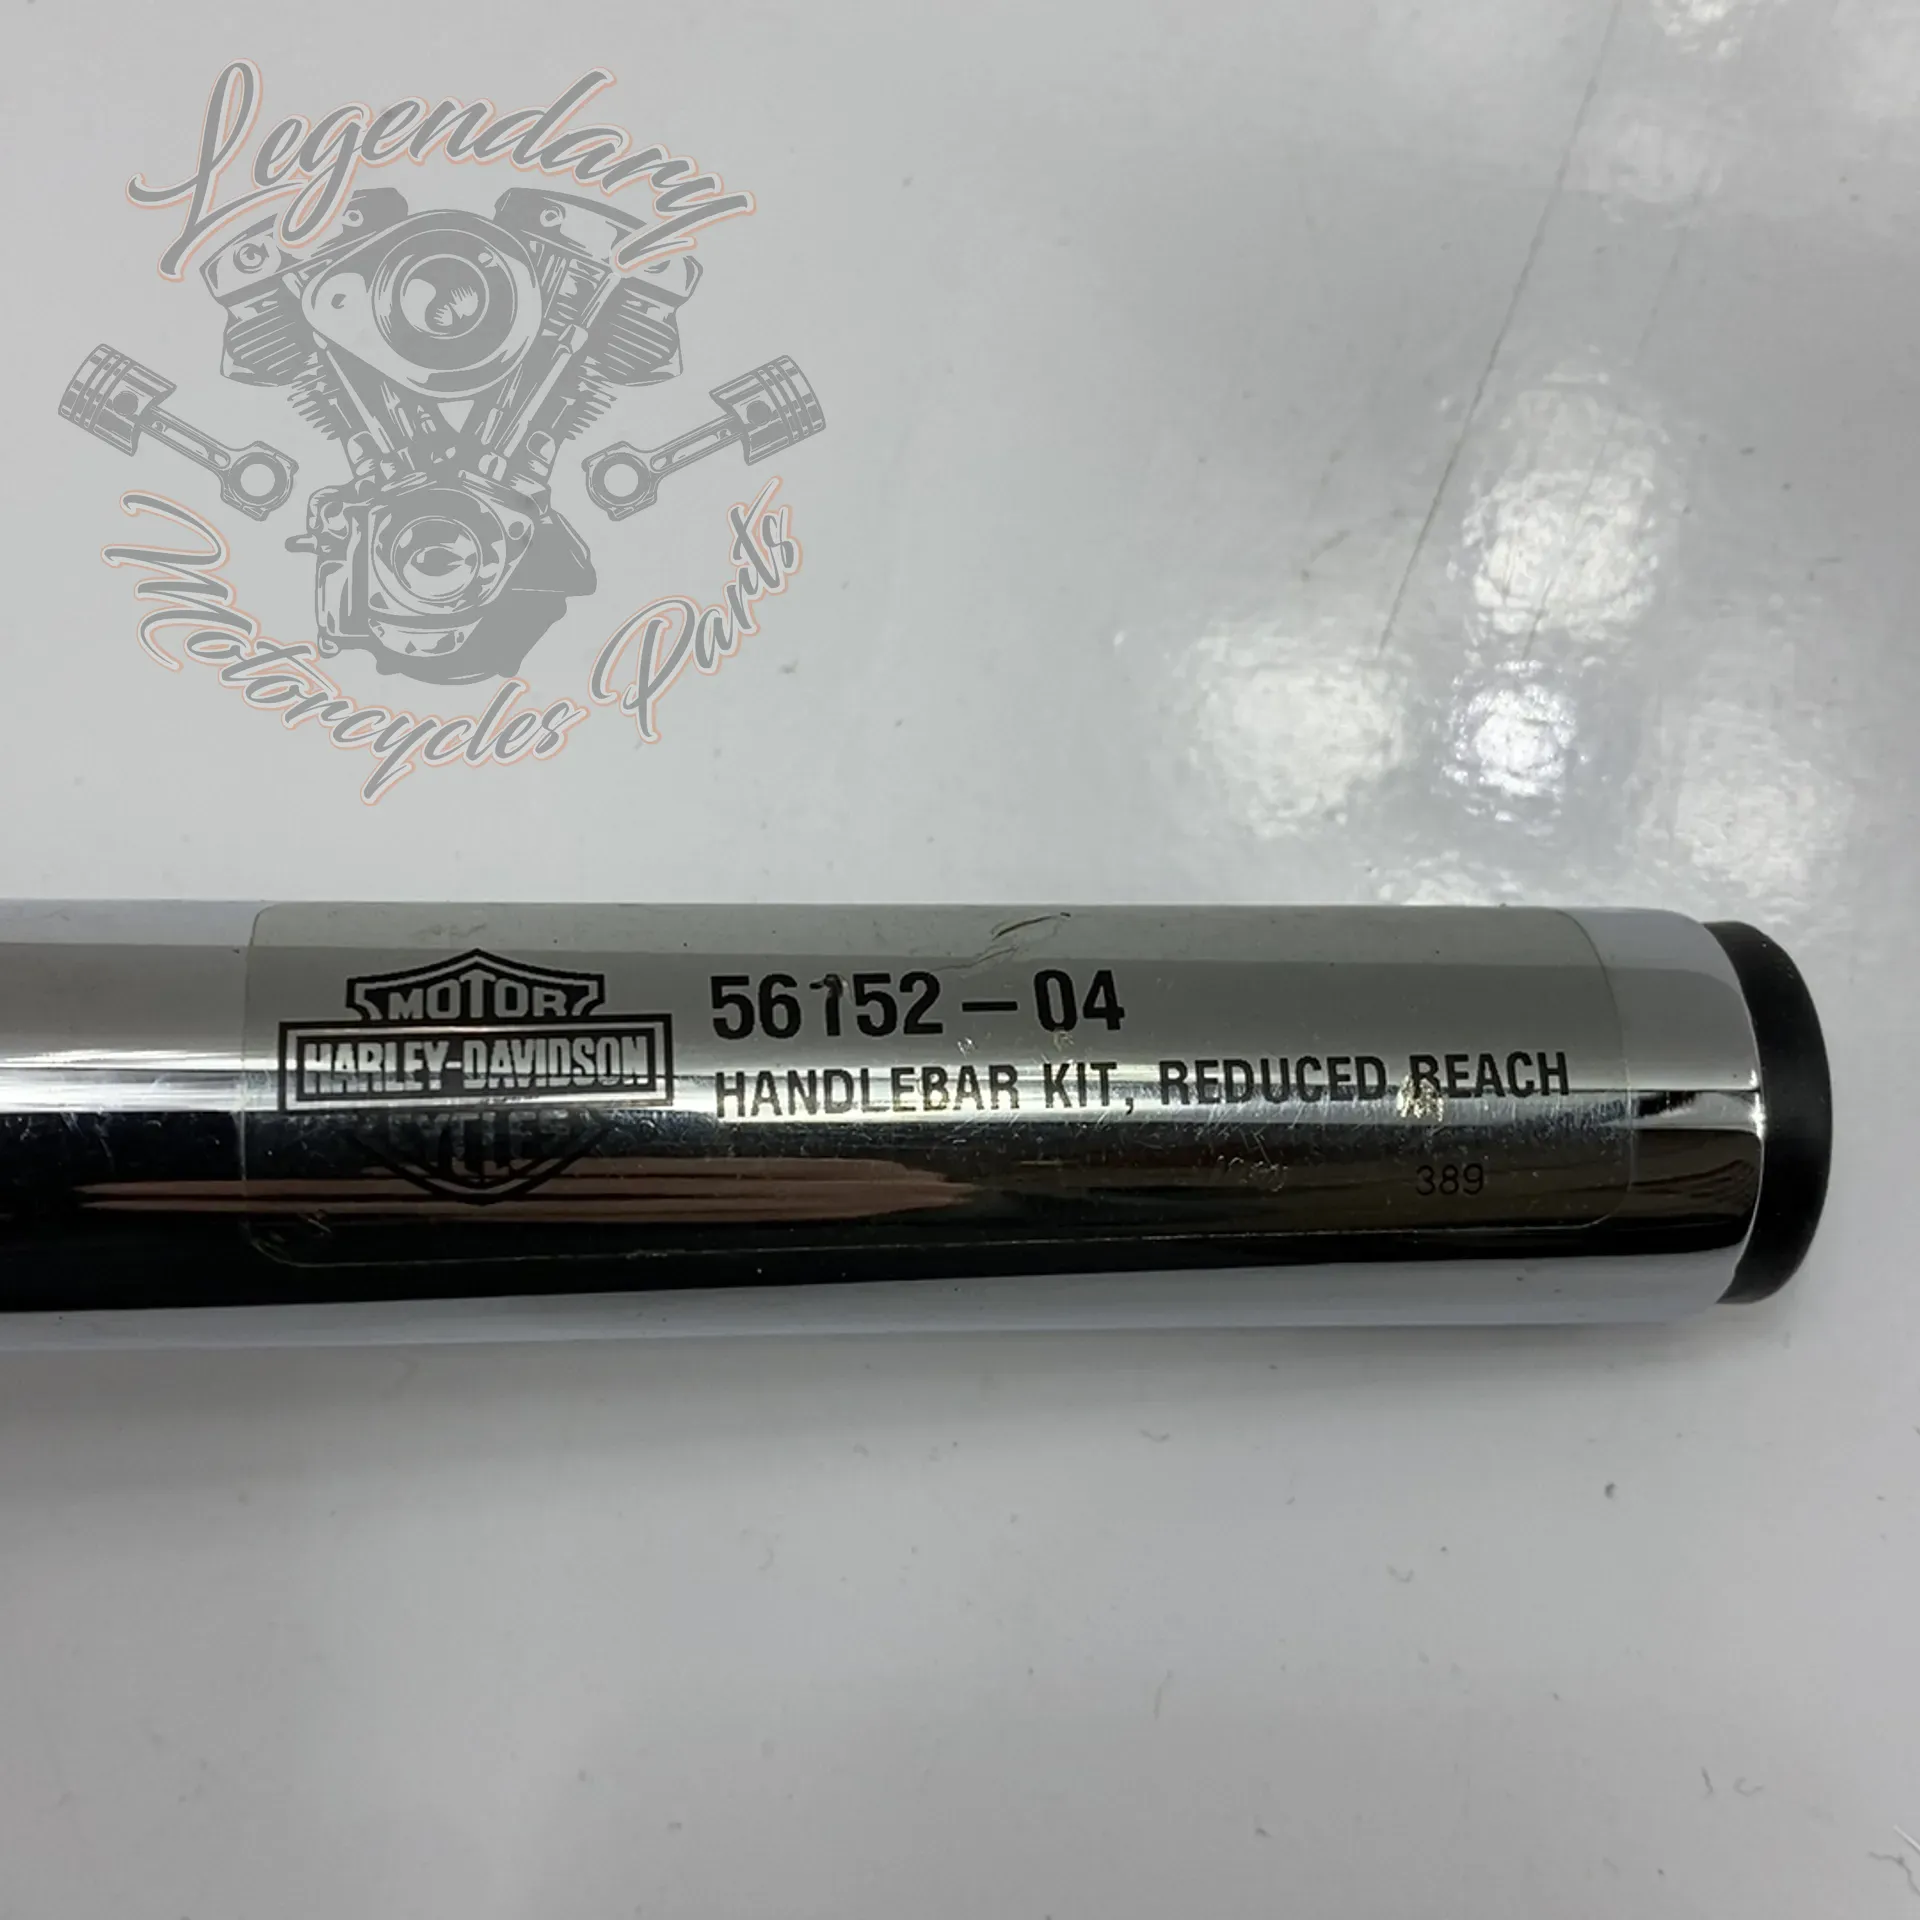 Legendary
Motorcycles Parts
MOTOR
HARLEY-DAVIDSON
CYCLES
56152-04
HANDLEBAR KIT, REDUCED REACH
389